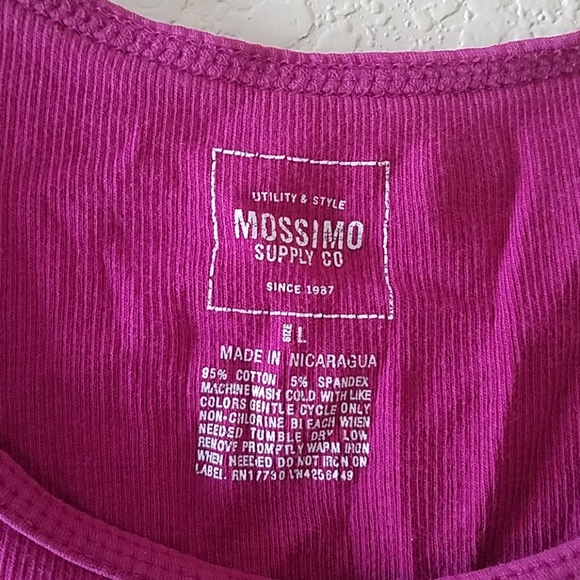 UTILITY & STYLE
MOSSIMO
SUPPLY CO
SINCE 1987
SIZE L
MADE IN NICARAGUA
95% COTTON 5% SPANDEX
MACHINE WASH COLD WITH LIKE
COLORS GENTLE CYCLE ONLY
NON-CHLORINE BLEACH WHEN
NEEDED TUMBLE DRY LOW
REMOVE PROMPTLY WARM IRON
WHEN NEEDED DO NOT IRON ON
LABEL RN17730